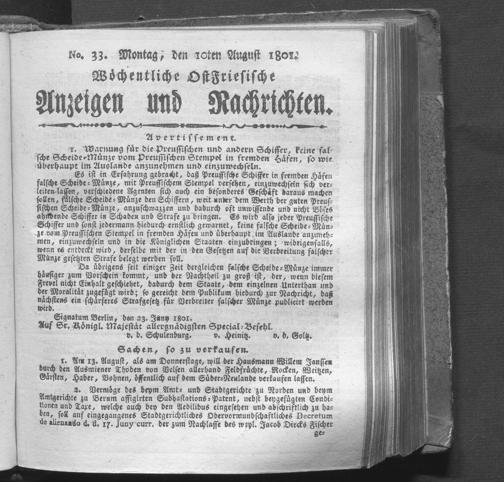 No. 33. Montag, den 10ten August 1801.
Wöchentliche OstFriesische
Anzeigen und Nachrichten.
Avertissement.
1. Warnung für die Preussischen und andern Schiffer, keine fal-
sche Scheide-Münze vom Preussischen Stempel in fremden Häfen, so wie
überhaupt im Auslande anzunehmen und einzuwechseln.
Es ist in Erfahrung gebracht, daß Preussische Schiffer in fremden Häfen
falsche Scheide-Münze, mit Preussischem Stempel versehen, einzuwechseln sich ver-
leiten lassen, verschiedene Agenten sich auch ein besonderes Geschäft daraus machen
sollen, falsche Scheide-Münze den Schiffern, weit unter dem Werth der guten Preus-
sischen Scheide-Münze, anzuschwazzen und dadurch oft unwissende und nicht Böses
ahndende Schiffer in Schaden und Strafe zu bringen. Es wird also jeder Preussische
Schiffer und sonst jedermann hiedurch ernstlich gewarnet, keine falsche Scheide-Mün-
ze vom Preussischen Stempel in fremden Häfen und überhaupt im Auslande anzuneh-
men, einzuwechseln und in die Königlichen Staaten einzubringen; widrigenfalls,
wenn es entdeckt wird, derselbe mit der in den Gesetzen auf die Verbreitung falscher
Münze gesetzten Strafe belegt werden soll.
Da übrigens seit einiger Zeit dergleichen falsche Scheide-Münze immer
häufiger zum Vorschein kommt, und der Nachtheil zu groß ist, der, wenn diesem
Frevel nicht Einhalt geschiehet, dadurch dem Staate, dem einzelnen Unterthan und
der Moralität zugefügt wird; so gereicht dem Publikum hiedurch zur Nachricht, daß
nächstens ein schärferes Strafgesetz für Verbreiter falscher Münze publicirt werden
wird.
Signatum Berlin, den 23. Juny 1801.
Auf Sr. Königl. Majestät allergnädigsten Special-Befehl.
v. d. Schulenburg. v. Heinitz. v. d. Goltz.
Sachen, so zu verkaufen.
1. Am 13. August, als am Donnerstage, will der Hausmann Willem Janssen
durch den Ausmiener Thoden von Velsen allerhand Feldfrüchte, Rocken, Weitzen,
Gärsten, Haber, Bohnen, öffentlich auf dem Süder-Neulande verkaufen lassen.
2. Vermöge des beym Amt- und Stadtgerichte zu Norden und beym
Amtgerichte zu Berum affigirten Subhastations-Patent, nebst beygefügten Condi-
tionen und Taxe, welche auch bey den Aedilibus eingesehen und abschriftlich zu ha-
ben, soll auf eingegangenes Stadtgerichtliches Obervormundschaftliches Decretum
de alienando d. d. 17. Juny curr. der zum Nachlasse des weyl. Jacob Dircks Fischer
ge-